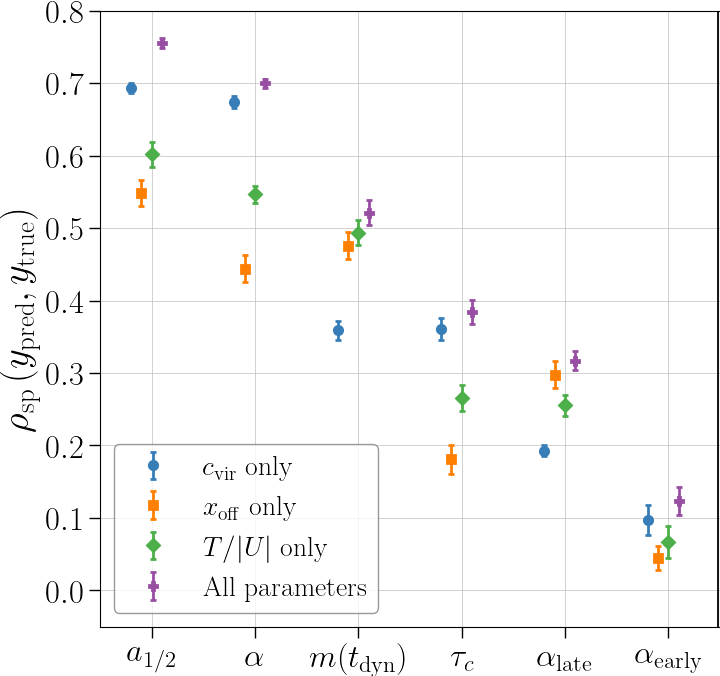 ρsp(ypred, ytrue)
0.8
0.7
0.6
0.5
0.4
0.3
0.2
0.1
0.0
cvir only
xoff only
T/|U| only
All parameters
a1/2 α m(tdyn) τc αlate αearly